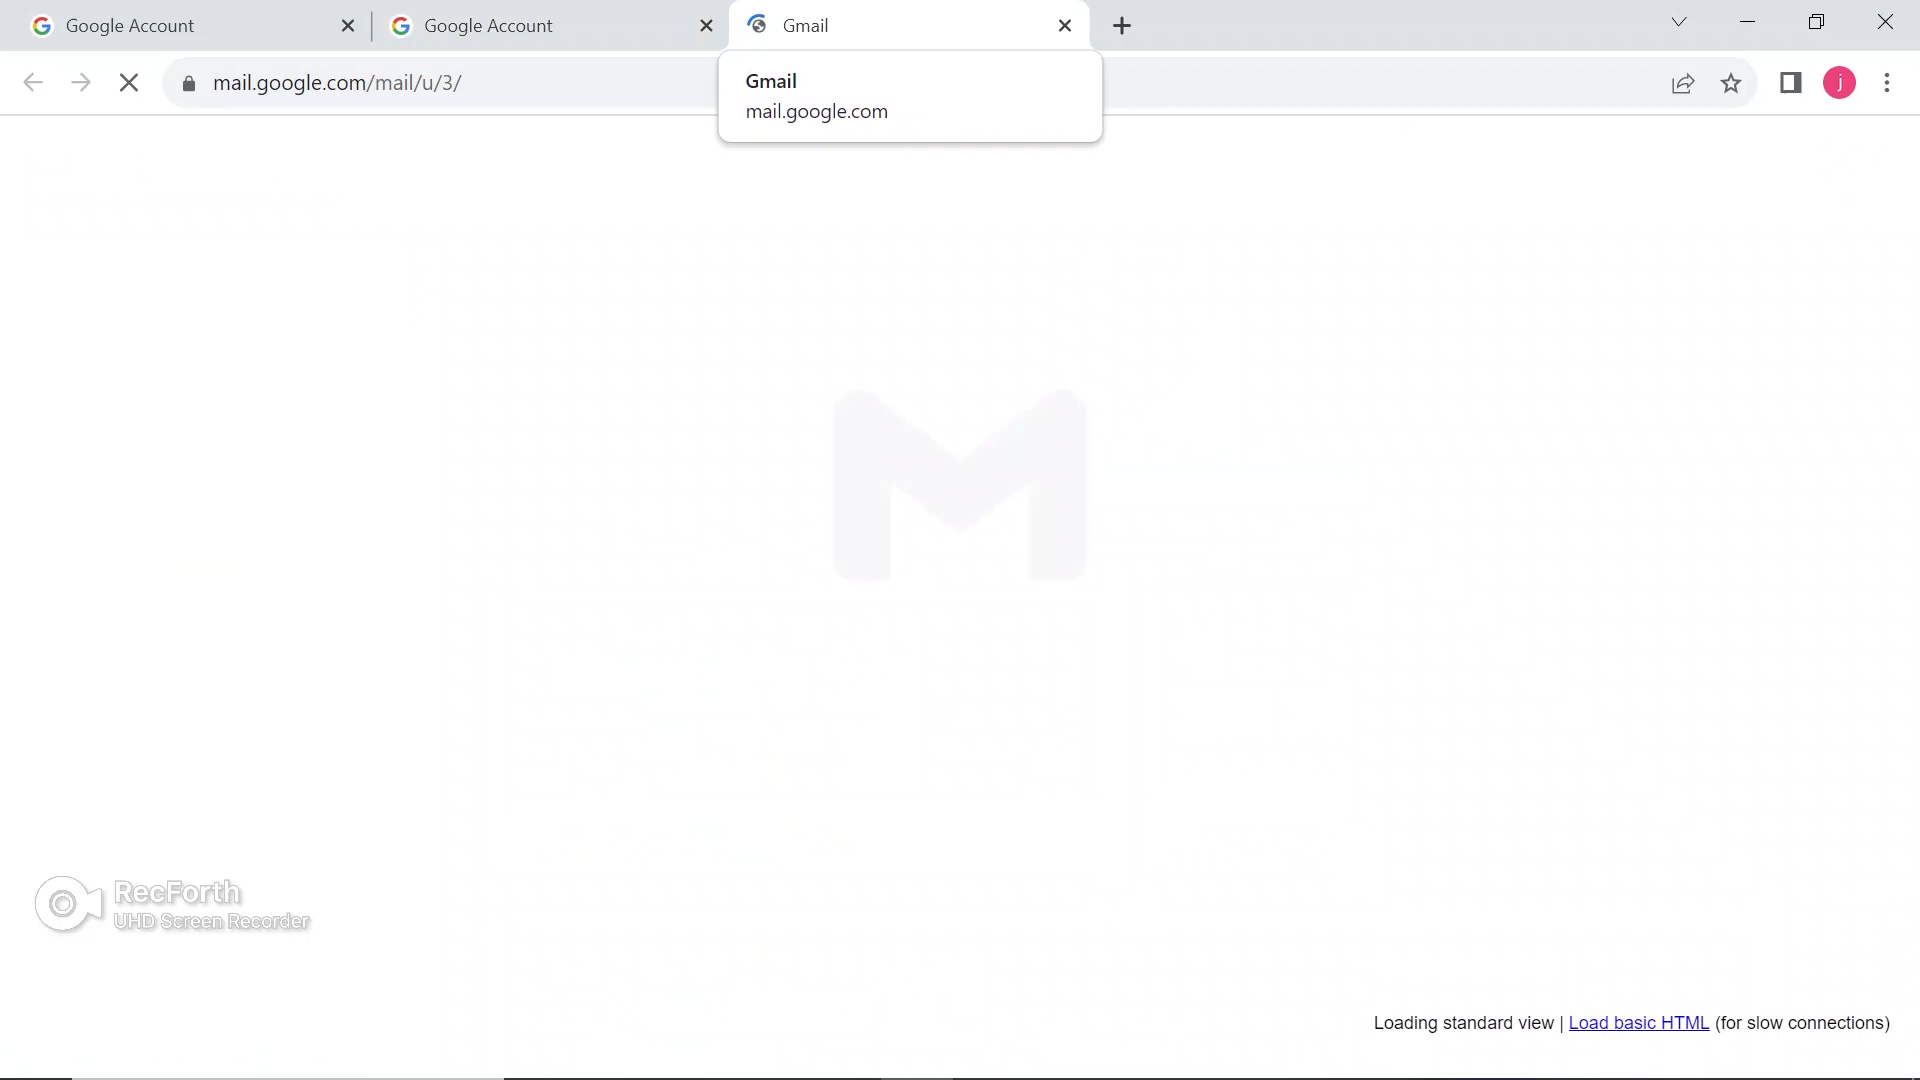 Google Account
Google Account
Gmail
mail.google.com/mail/u/3/
j
Gmail
mail.google.com
RecForth
UHD Screen Recorder
Loading standard view | Load basic HTML (for slow connections)